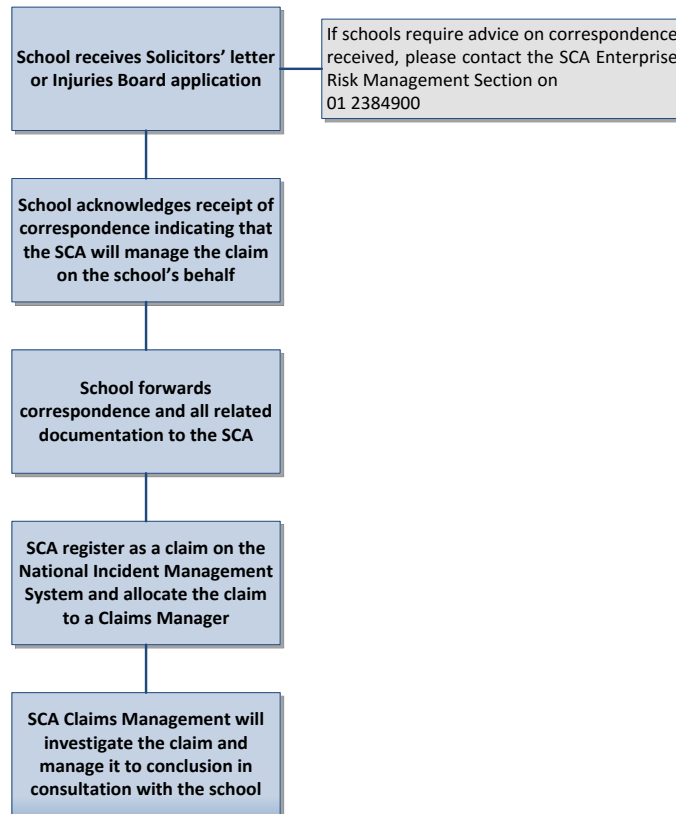 School receives Solicitors’ letter
or Injuries Board application
If schools require advice on correspondence
received, please contact the SCA Enterprise
Risk Management Section on
01 2384900
School acknowledges receipt of
correspondence indicating that
the SCA will manage the claim
on the school’s behalf
School forwards
correspondence and all related
documentation to the SCA
SCA register as a claim on the
National Incident Management
System and allocate the claim
to a Claims Manager
SCA Claims Management will
investigate the claim and
manage it to conclusion in
consultation with the school